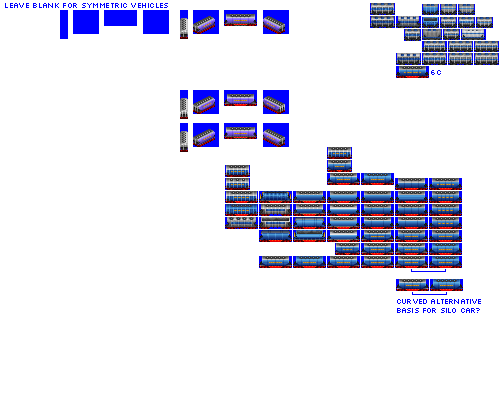 LEAVE BLANK FOR SYMMETRIC VEHICLES
6C
CURVED ALTERNATIVE
BASIS FOR SILO CAR?